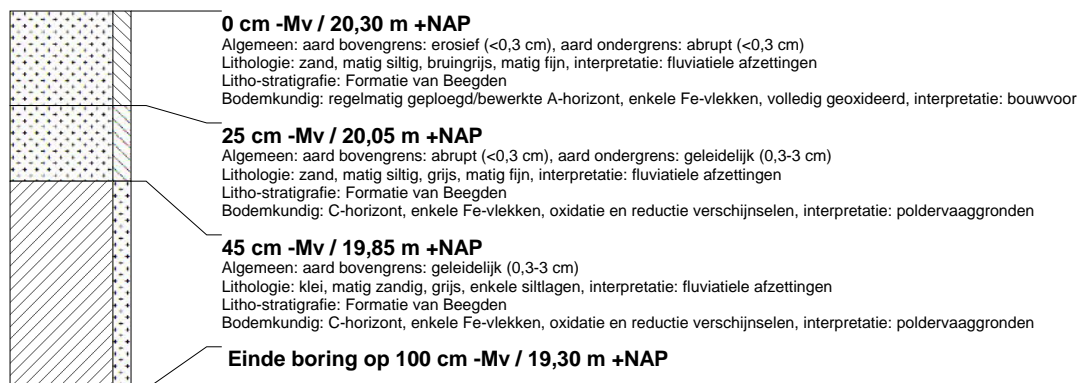 0 cm -Mv / 20,30 m +NAP
Algemeen: aard bovengrens: erosief (<0,3 cm), aard ondergrens: abrupt (<0,3 cm)
Lithologie: zand, matig siltig, bruingrijs, matig fijn, interpretatie: fluviatiele afzettingen
Litho-stratigrafie: Formatie van Beegden
Bodemkundig: regelmatig geploegd/bewerkte A-horizont, enkele Fe-vlekken, volledig geoxideerd, interpretatie: bouwvoor
25 cm -Mv / 20,05 m +NAP
Algemeen: aard bovengrens: abrupt (<0,3 cm), aard ondergrens: geleidelijk (0,3-3 cm)
Lithologie: zand, matig siltig, grijs, matig fijn, interpretatie: fluviatiele afzettingen
Litho-stratigrafie: Formatie van Beegden
Bodemkundig: C-horizont, enkele Fe-vlekken, oxidatie en reductie verschijnselen, interpretatie: poldervaaggronden
45 cm -Mv / 19,85 m +NAP
Algemeen: aard bovengrens: geleidelijk (0,3-3 cm)
Lithologie: klei, matig zandig, grijs, enkele siltlagen, interpretatie: fluviatiele afzettingen
Litho-stratigrafie: Formatie van Beegden
Bodemkundig: C-horizont, enkele Fe-vlekken, oxidatie en reductie verschijnselen, interpretatie: poldervaaggronden
Einde boring op 100 cm -Mv / 19,30 m +NAP